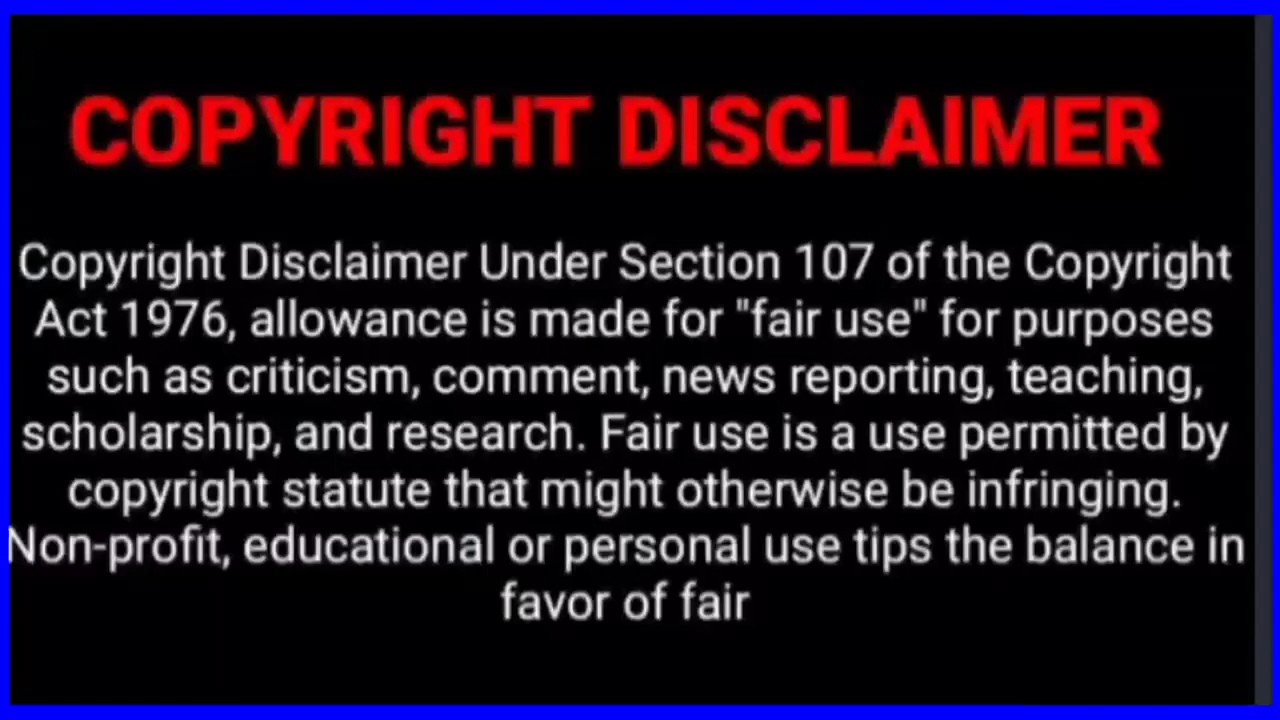 COPYRIGHT DISCLAIMER
Copyright Disclaimer Under Section 107 of the Copyright
Act 1976, allowance is made for "fair use" for purposes
such as criticism, comment, news reporting, teaching,
scholarship, and research. Fair use is a use permitted by
copyright statute that might otherwise be infringing.
Non-profit, educational or personal use tips the balance in
favor of fair